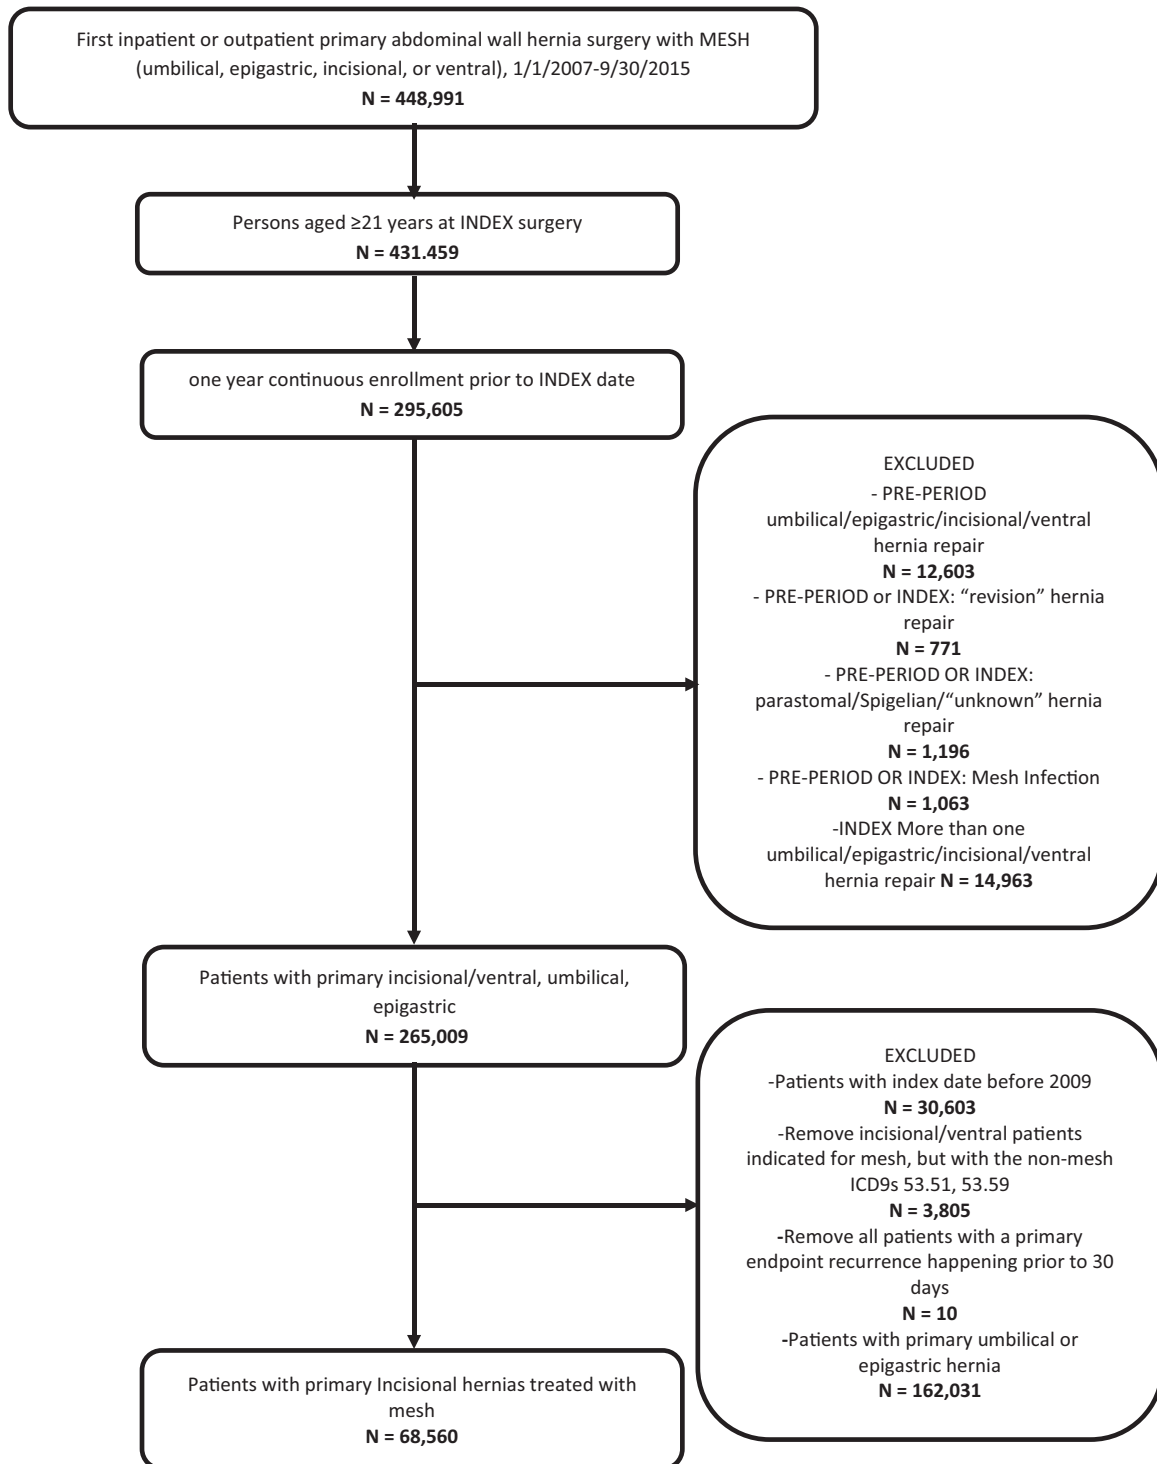 First inpatient or outpatient primary abdominal wall hernia surgery with MESH
(umbilical, epigastric, incisional, or ventral), 1/1/2007-9/30/2015
N = 448,991
Persons aged ≥21 years at INDEX surgery
N = 431.459
one year continuous enrollment prior to INDEX date
N = 295,605
EXCLUDED
- PRE-PERIOD
umbilical/epigastric/incisional/ventral
hernia repair
N = 12,603
- PRE-PERIOD or INDEX: “revision” hernia
repair
N = 771
- PRE-PERIOD OR INDEX:
parastomal/Spigelian/“unknown” hernia
repair
N = 1,196
- PRE-PERIOD OR INDEX: Mesh Infection
N = 1,063
-INDEX More than one
umbilical/epigastric/incisional/ventral
hernia repair N = 14,963
Patients with primary incisional/ventral, umbilical,
epigastric
N = 265,009
EXCLUDED
-Patients with index date before 2009
N = 30,603
-Remove incisional/ventral patients
indicated for mesh, but with the non-mesh
ICD9s 53.51, 53.59
N = 3,805
-Remove all patients with a primary
endpoint recurrence happening prior to 30
days
N = 10
-Patients with primary umbilical or
epigastric hernia
N = 162,031
Patients with primary Incisional hernias treated with
mesh
N = 68,560